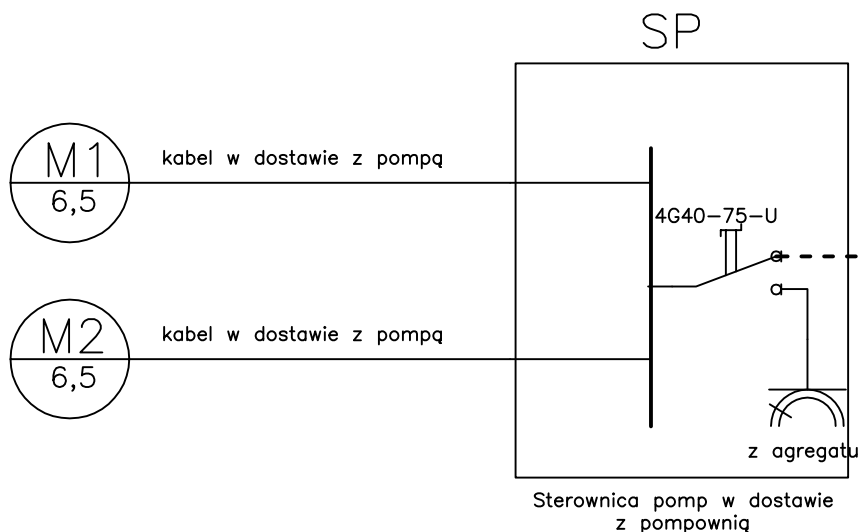 SP
M1
6,5
kabel w dostawie z pompą
4G40-75-U
M2
6,5
kabel w dostawie z pompą
z agregatu
Sterownica pomp w dostawie
z pompownią